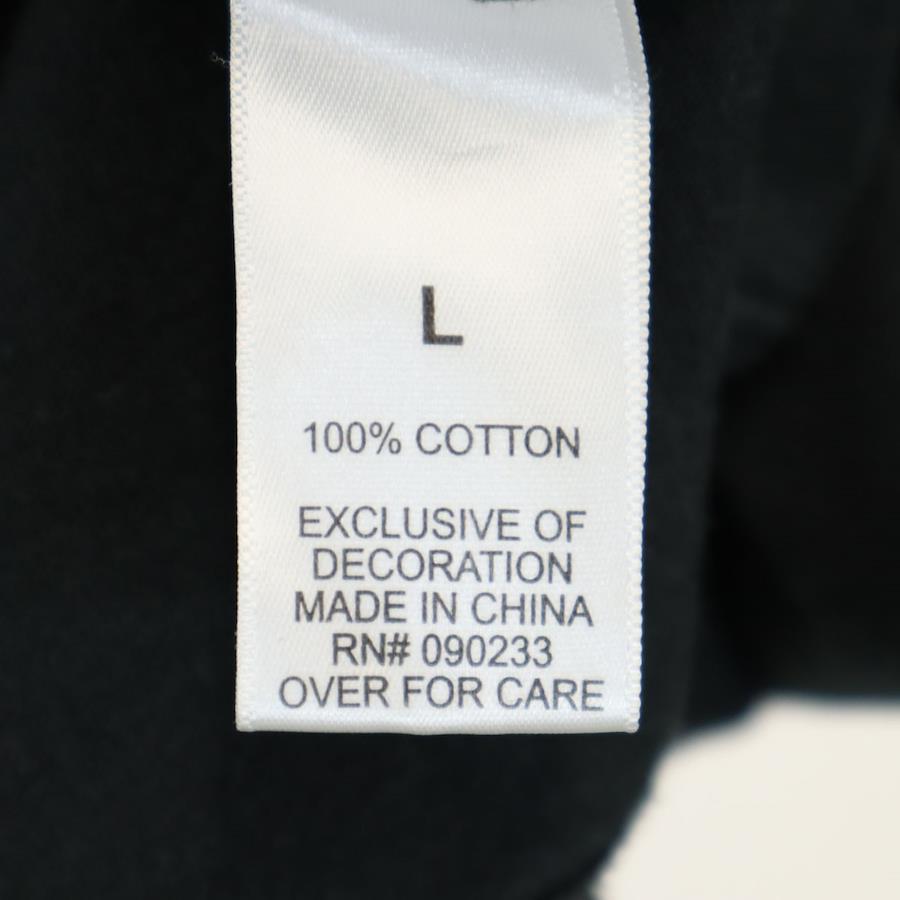 L
100% COTTON
EXCLUSIVE OF
DECORATION
MADE IN CHINA
RN# 090233
OVER FOR CARE